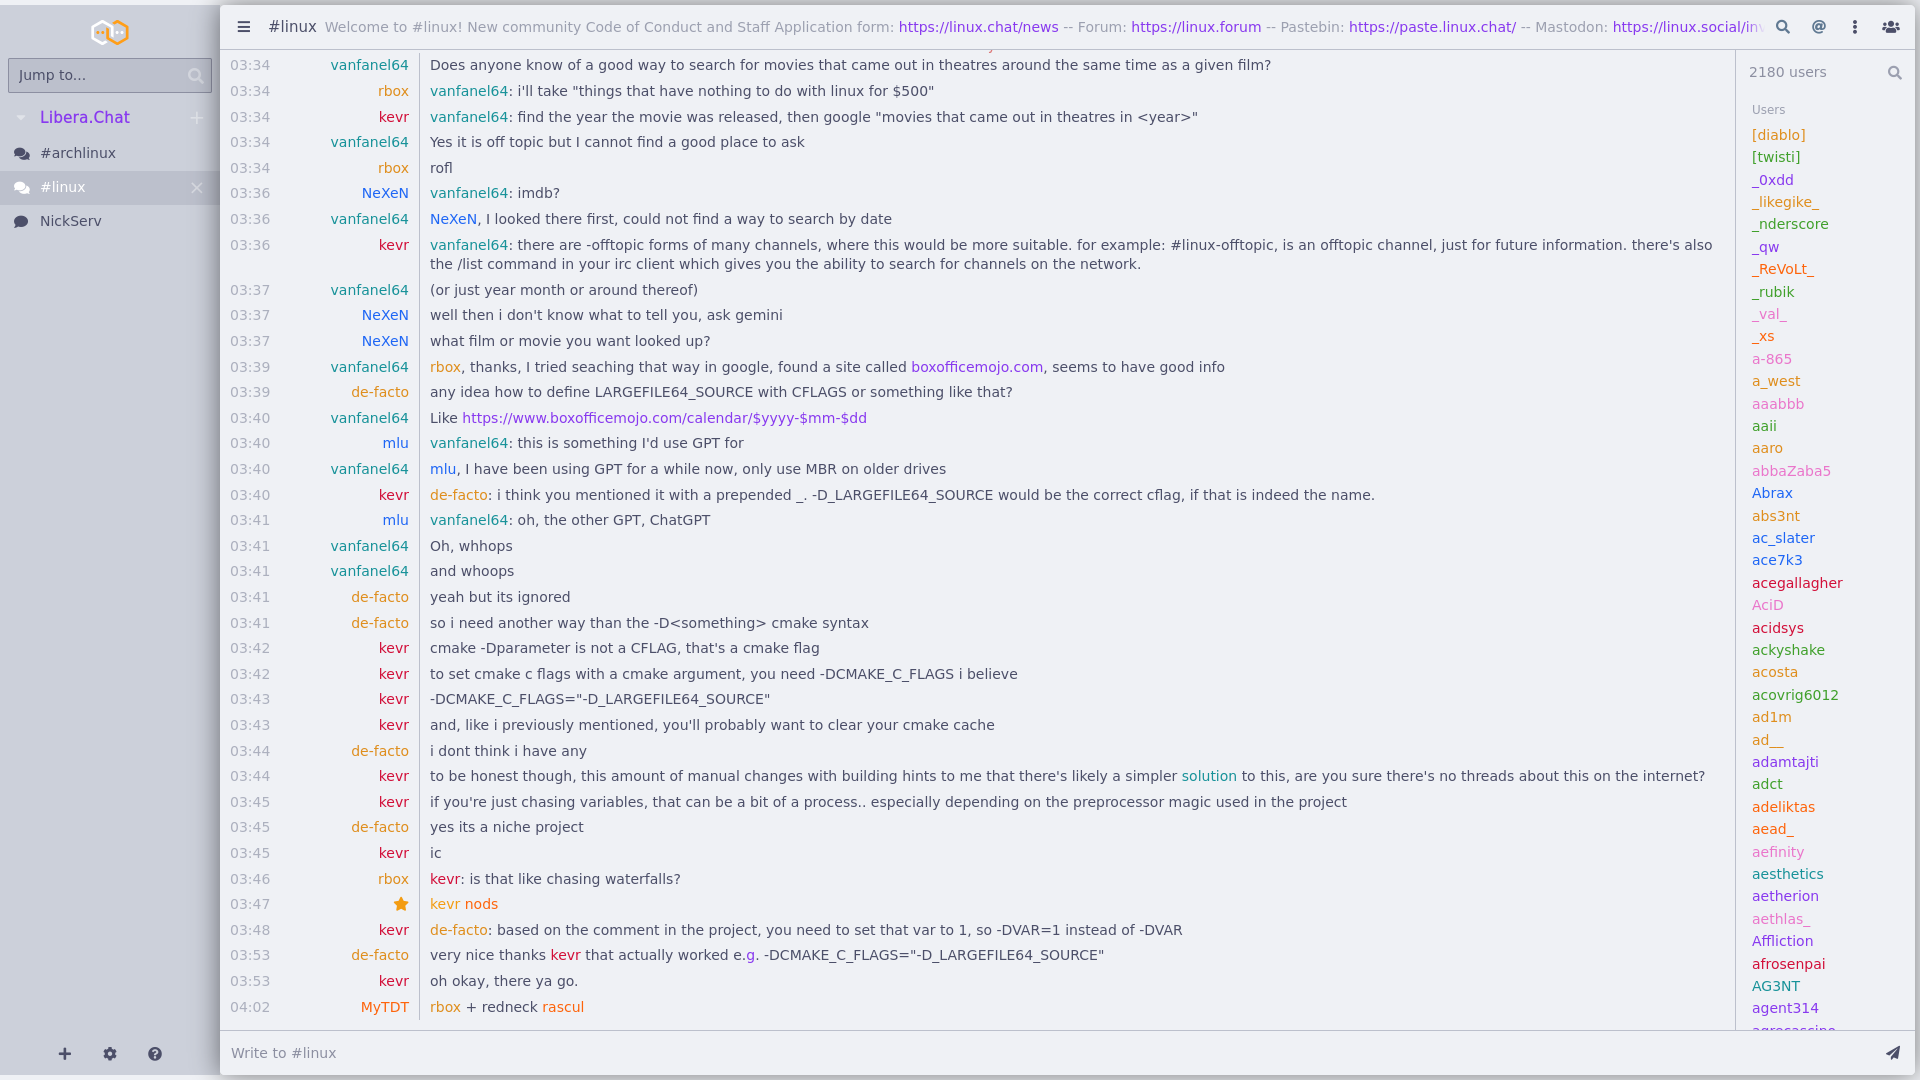 Jump to...
Libera.Chat
#archlinux
#linux
NickServ
#linux Welcome to #linux! New community Code of Conduct and Staff Application form: https://linux.chat/news -- Forum: https://linux.forum -- Pastebin: https://paste.linux.chat/ -- Mastodon: https://linux.social/inv
03:34 vanfanel64 Does anyone know of a good way to search for movies that came out in theatres around the same time as a given film?
03:34 rbox vanfanel64: i'll take "things that have nothing to do with linux for $500"
03:34 kevr vanfanel64: find the year the movie was released, then google "movies that came out in theatres in <year>"
03:34 vanfanel64 Yes it is off topic but I cannot find a good place to ask
03:34 rbox rofl
03:36 NeXeN vanfanel64: imdb?
03:36 vanfanel64 NeXeN, I looked there first, could not find a way to search by date
03:36 kevr vanfanel64: there are -offtopic forms of many channels, where this would be more suitable. for example: #linux-offtopic, is an offtopic channel, just for future information. there's also
the /list command in your irc client which gives you the ability to search for channels on the network.
03:37 vanfanel64 (or just year month or around thereof)
03:37 NeXeN well then i don't know what to tell you, ask gemini
03:37 NeXeN what film or movie you want looked up?
03:39 vanfanel64 rbox, thanks, I tried seaching that way in google, found a site called boxofficemojo.com, seems to have good info
03:39 de-facto any idea how to define LARGEFILE64_SOURCE with CFLAGS or something like that?
03:40 vanfanel64 Like https://www.boxofficemojo.com/calendar/$yyyy-$mm-$dd
03:40 mlu vanfanel64: this is something I'd use GPT for
03:40 vanfanel64 mlu, I have been using GPT for a while now, only use MBR on older drives
03:40 kevr de-facto: i think you mentioned it with a prepended _. -D_LARGEFILE64_SOURCE would be the correct cflag, if that is indeed the name.
03:41 mlu vanfanel64: oh, the other GPT, ChatGPT
03:41 vanfanel64 Oh, whhops
03:41 vanfanel64 and whoops
03:41 de-facto yeah but its ignored
03:41 de-facto so i need another way than the -D<something> cmake syntax
03:42 kevr cmake -Dparameter is not a CFLAG, that's a cmake flag
03:42 kevr to set cmake c flags with a cmake argument, you need -DCMAKE_C_FLAGS i believe
03:43 kevr -DCMAKE_C_FLAGS="-D_LARGEFILE64_SOURCE"
03:43 kevr and, like i previously mentioned, you'll probably want to clear your cmake cache
03:44 de-facto i dont think i have any
03:44 kevr to be honest though, this amount of manual changes with building hints to me that there's likely a simpler solution to this, are you sure there's no threads about this on the internet?
03:45 kevr if you're just chasing variables, that can be a bit of a process.. especially depending on the preprocessor magic used in the project
03:45 de-facto yes its a niche project
03:45 kevr ic
03:46 rbox kevr: is that like chasing waterfalls?
03:47 kevr nods
03:48 kevr de-facto: based on the comment in the project, you need to set that var to 1, so -DVAR=1 instead of -DVAR
03:53 de-facto very nice thanks kevr that actually worked e.g. -DCMAKE_C_FLAGS="-D_LARGEFILE64_SOURCE"
03:53 kevr oh okay, there ya go.
04:02 MyTDT rbox + redneck rascul
Write to #linux
2180 users
Users
[diablo]
[twisti]
_0xdd
_likegike_
_nderscore
_qw
_ReVoLt_
_rubik
_val_
_xs
a-865
a_west
aaabbb
aaii
aaro
abbaZaba5
Abrax
abs3nt
ac_slater
ace7k3
acegallagher
AciD
acidsys
ackyshake
acosta
acovrig6012
ad1m
ad__
adamtajti
adct
adeliktas
aead_
aefinity
aesthetics
aetherion
aethlas_
Affliction
afrosenpai
AG3NT
agent314